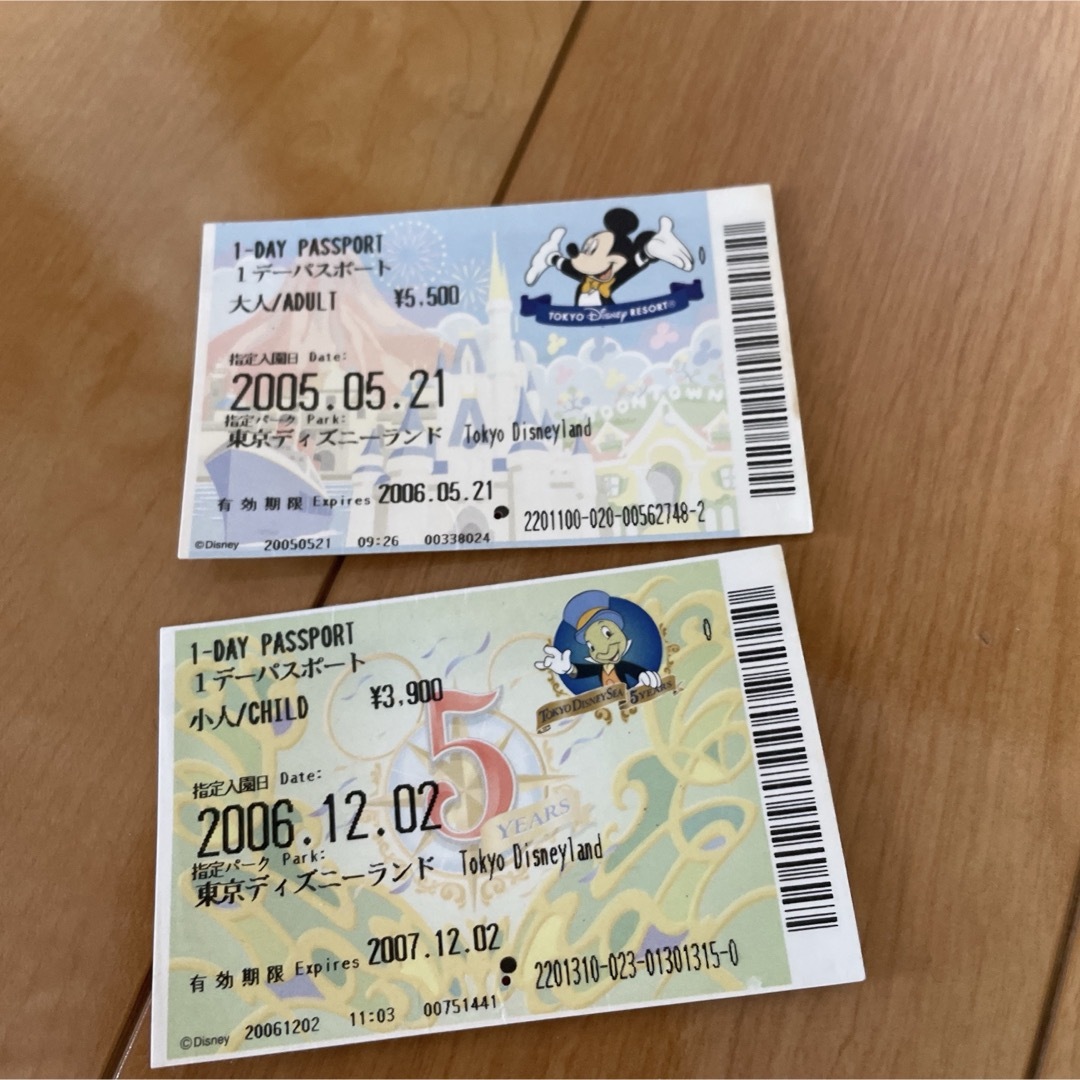 1-DAY PASSPORT
1デーパスポート
大人/ADULT ¥5,500
TOKYO Disney RESORT®
指定入園日 Date:
2005.05.21
指定パーク Park:
東京ディズニーランド Tokyo Disneyland
TOONTOWN
有効期限 Expires 2006.05.21
2201100-020-00562748-2
©Disney 20050521 09:26 00338024
0
1-DAY PASSPORT
1デーパスポート
小人/CHILD ¥3,900
TOKYO DISNEYSEA 5 YEARS
5
YEARS
指定入園日 Date:
2006.12.02
指定パーク Park:
東京ディズニーランド Tokyo Disneyland
有効期限 Expires 2007.12.02
2201310-023-01301315-0
©Disney 20061202 11:03 00751441
0